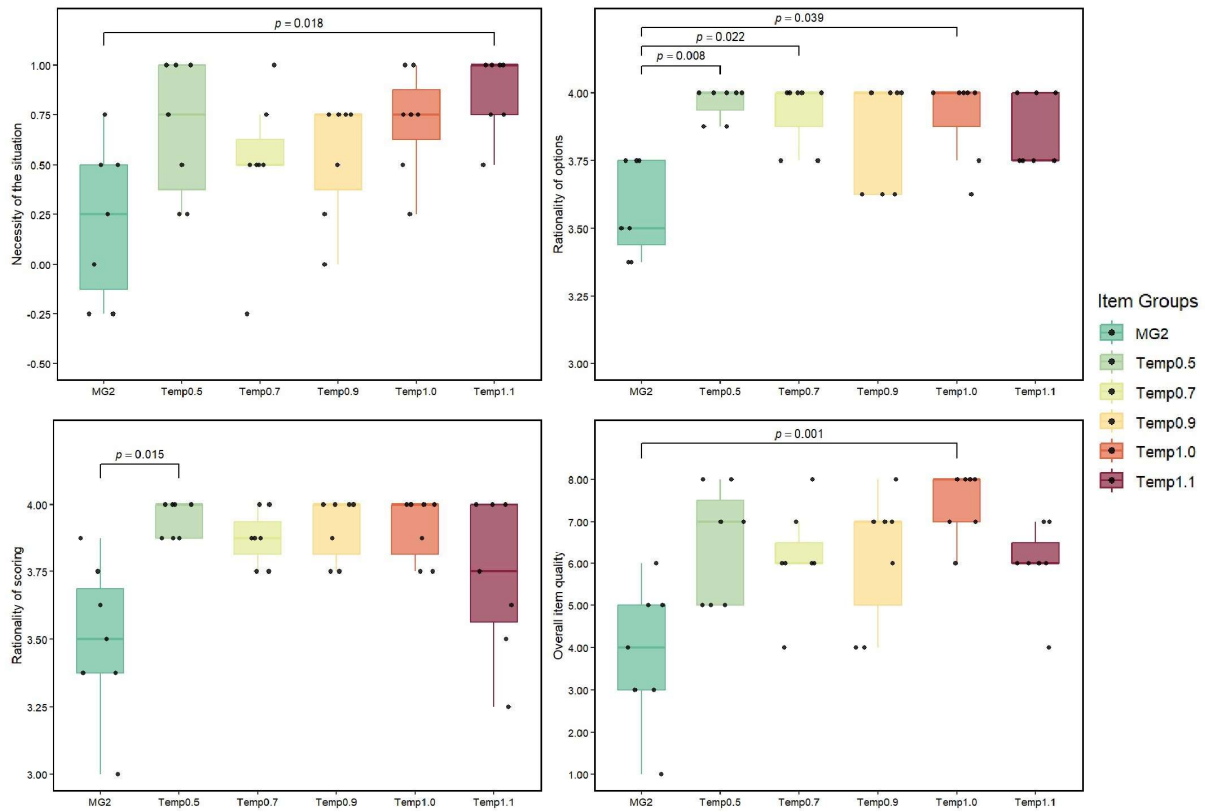 p = 0.018
Necessity of the situation
1.00
0.75
0.50
0.25
0.00
-0.25
-0.50
MG2 Temp0.5 Temp0.7 Temp0.9 Temp1.0 Temp1.1
p = 0.039
p = 0.022
p = 0.008
Rationality of options
4.00
3.75
3.50
3.25
3.00
MG2 Temp0.5 Temp0.7 Temp0.9 Temp1.0 Temp1.1
p = 0.015
Rationality of scoring
4.00
3.75
3.50
3.25
3.00
MG2 Temp0.5 Temp0.7 Temp0.9 Temp1.0 Temp1.1
p = 0.001
Overall item quality
8.00
7.00
6.00
5.00
4.00
3.00
2.00
1.00
MG2 Temp0.5 Temp0.7 Temp0.9 Temp1.0 Temp1.1
Item Groups
MG2
Temp0.5
Temp0.7
Temp0.9
Temp1.0
Temp1.1